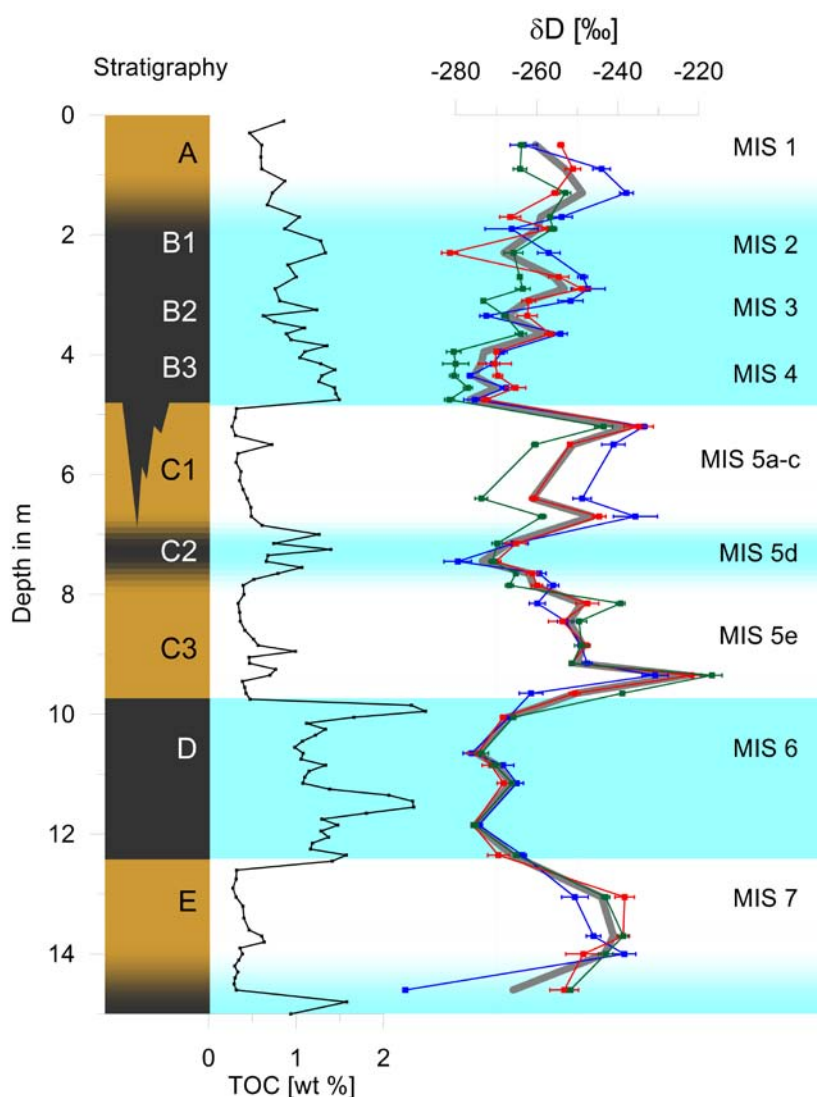 δD [‰]
Stratigraphy
-280 -260 -240 -220
0
A
MIS 1
2
B1
MIS 2
B2
MIS 3
4
B3
MIS 4
6
C1
MIS 5a-c
C2
MIS 5d
8
C3
MIS 5e
10
D
MIS 6
12
E
MIS 7
14
Depth in m
0 1 2
TOC [wt %]